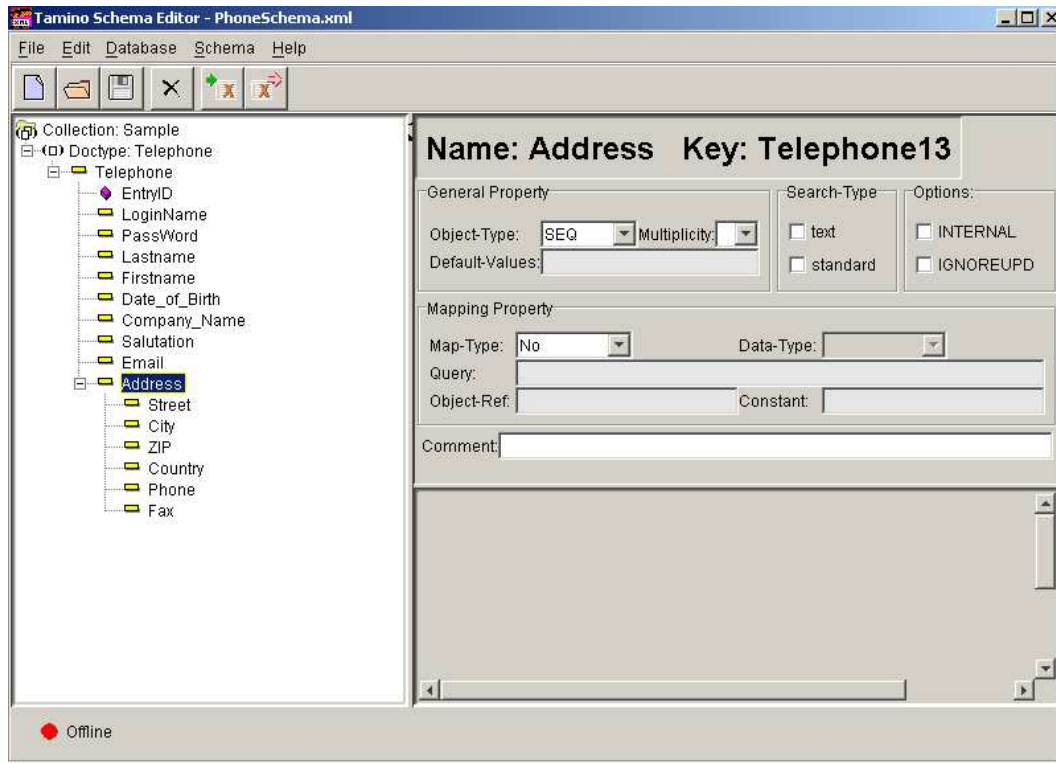 Tamino Schema Editor - PhoneSchema.xml
File Edit Database Schema Help
Collection: Sample
Doctype: Telephone
Telephone
EntryID
LoginName
PassWord
Lastname
Firstname
Date_of_Birth
Company_Name
Salutation
Email
Address
Street
City
ZIP
Country
Phone
Fax
Name: Address Key: Telephone13
General Property
Object-Type: SEQ Multiplicity:
Default-Values:
Search-Type
text
standard
Options:
INTERNAL
IGNOREUPD
Mapping Property
Map-Type: No Data-Type:
Query:
Object-Ref: Constant:
Comment:
Offline